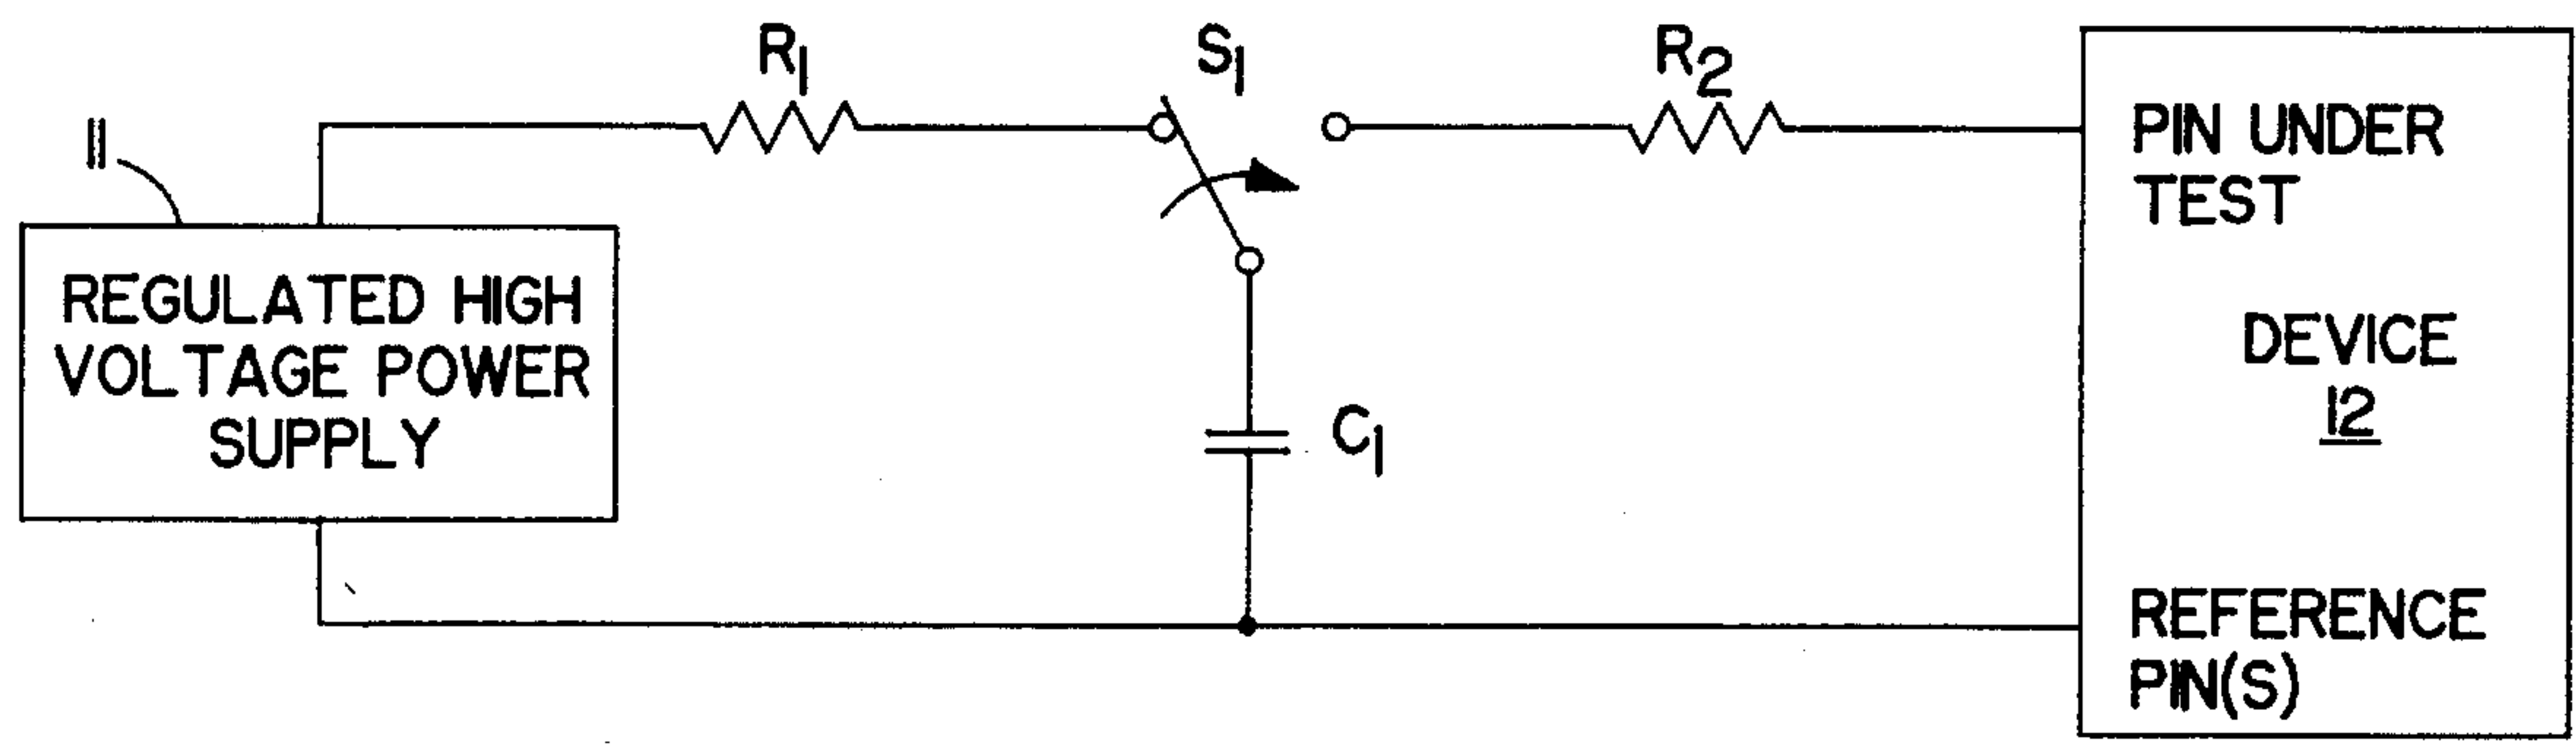 R1
S1
R2
11
REGULATED HIGH
VOLTAGE POWER
SUPPLY
C1
PIN UNDER
TEST
DEVICE
12
REFERENCE
PIN(S)